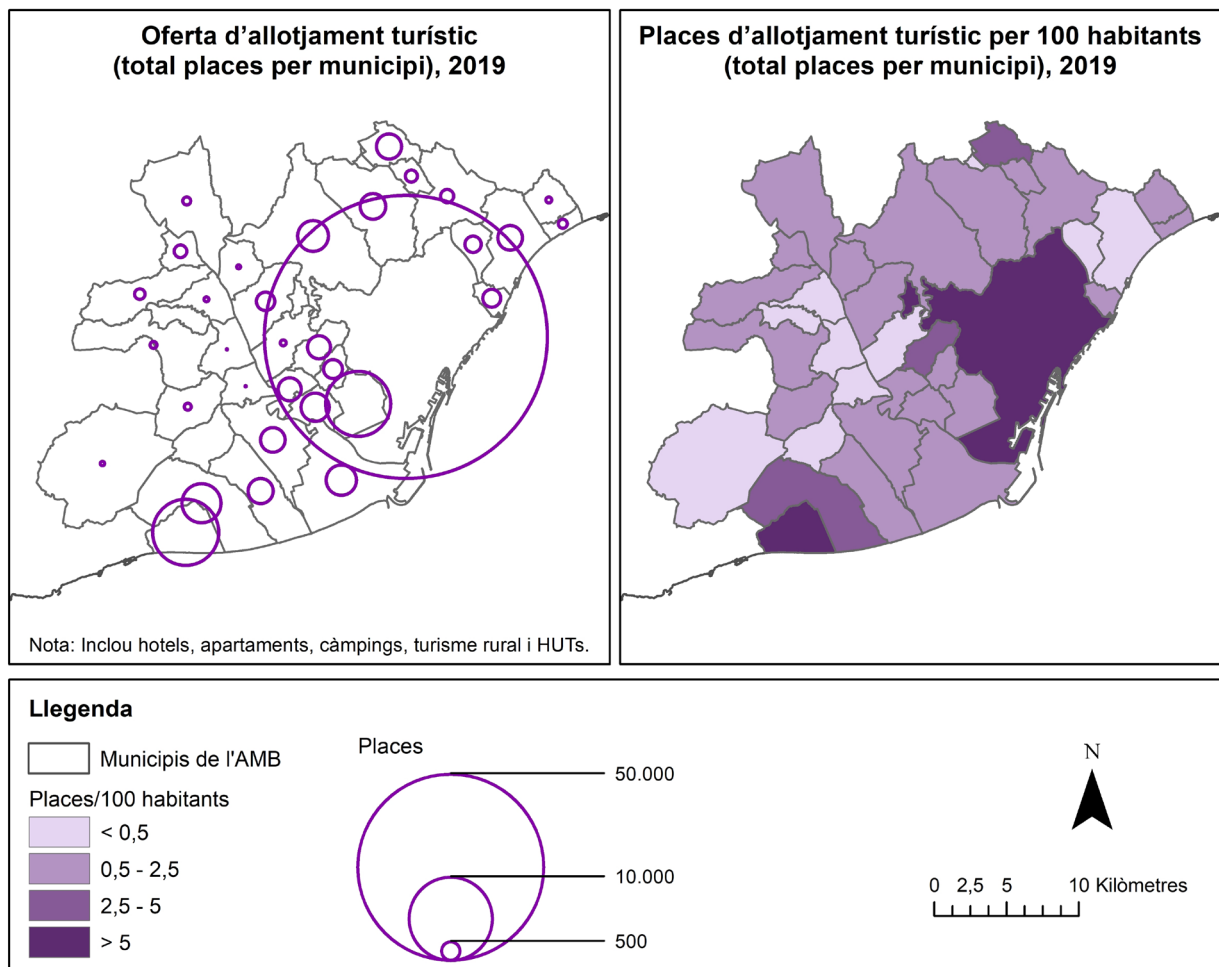 Oferta d'allotjament turístic
(total places per municipi), 2019
Nota: Inclou hotels, apartaments, càmpings, turisme rural i HUTs.
Places d'allotjament turístic per 100 habitants
(total places per municipi), 2019
Llegenda
Municipis de l'AMB
Places/100 habitants
< 0,5
0,5 - 2,5
2,5 - 5
> 5
Places
50.000
10.000
500
N
0 2,5 5 10 Kilòmetres